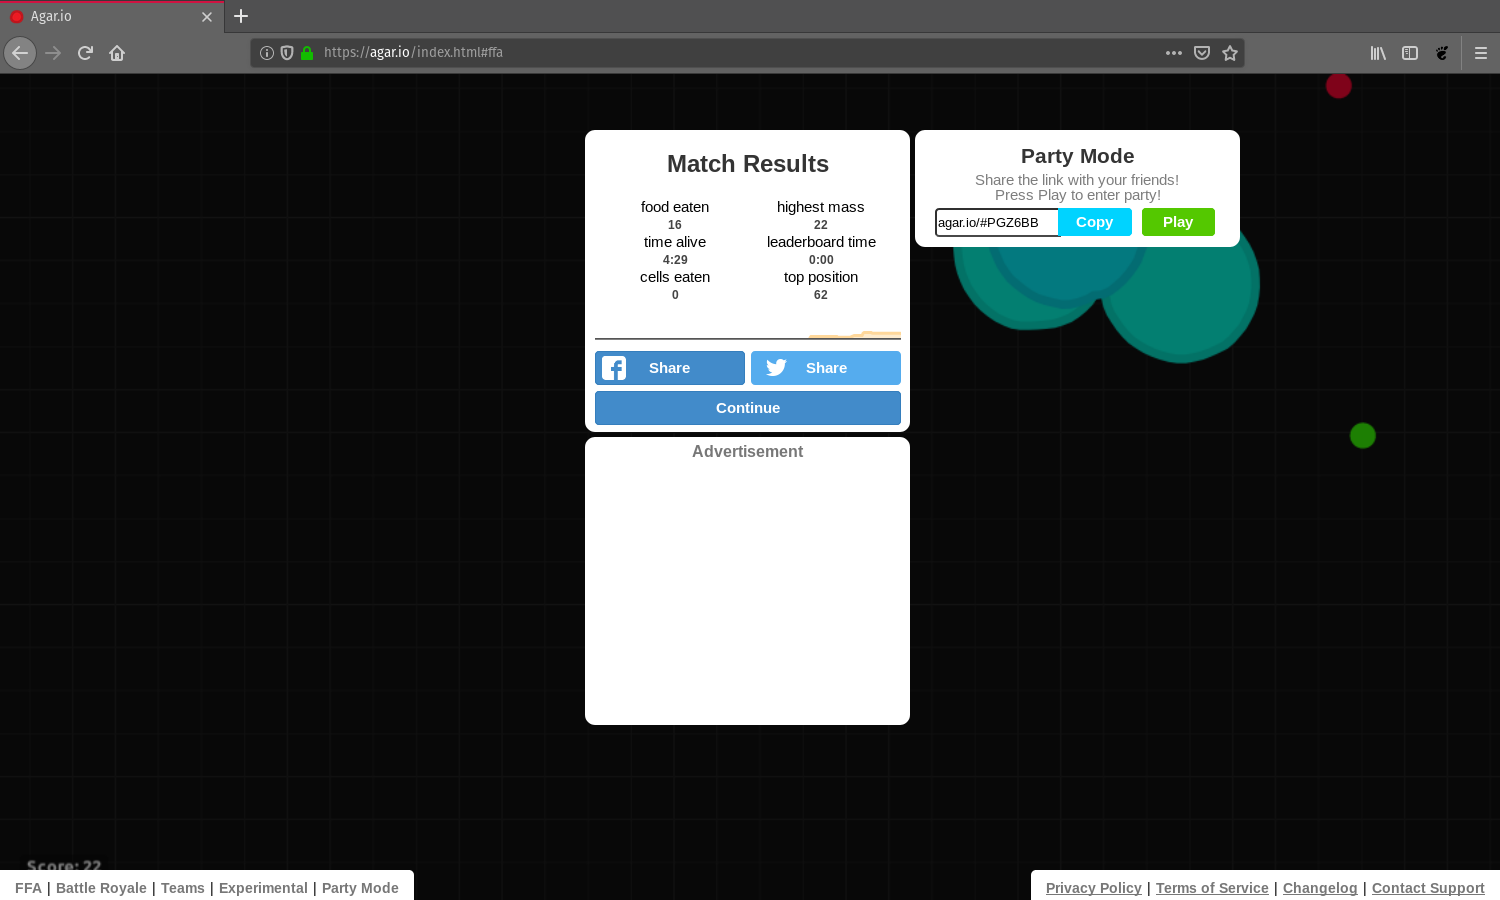 Agar.io
https://agar.io/index.html#ffa
Match Results
food eaten
16
highest mass
22
time alive
4:29
leaderboard time
0:00
cells eaten
0
top position
62
Share
Share
Continue
Advertisement
Party Mode
Share the link with your friends!
Press Play to enter party!
agar.io/#PGZ6BB
Copy
Play
Score: 22
FFA | Battle Royale | Teams | Experimental | Party Mode
Privacy Policy | Terms of Service | Changelog | Contact Support